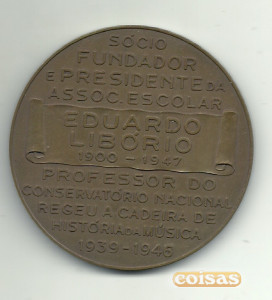 SÓCIO
FUNDADOR
E PRESIDENTE DA
ASSOC. ESCOLAR
EDUARDO
LIBÓRIO
1900 - 1947
PROFESSOR DO
CONSERVATÓRIO NACIONAL
REGEU A CADEIRA DE
HISTÓRIA DA MÚSICA
1939-1946
coisas